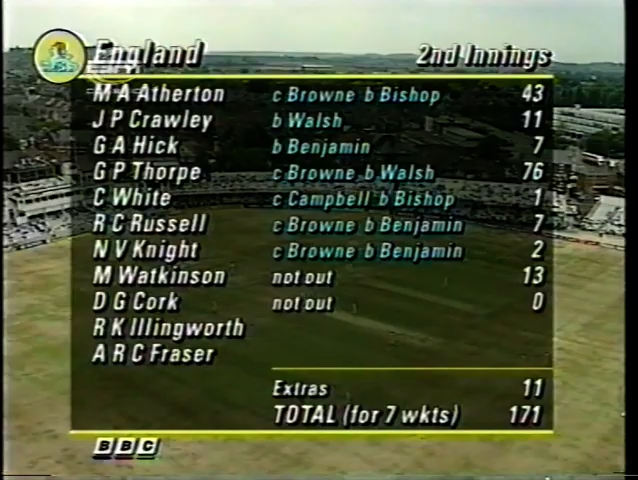 England 2nd Innings
ESPN
M A Atherton c Browne b Bishop 43
J P Crawley b Walsh 11
G A Hick b Benjamin 7
G P Thorpe c Browne b Walsh 76
C White c Campbell b Bishop 1
R C Russell c Browne b Benjamin 7
N V Knight c Browne b Benjamin 2
M Watkinson not out 13
D G Cork not out 0
R K Illingworth
A R C Fraser
Extras 11
TOTAL (for 7 wkts) 171
BBC